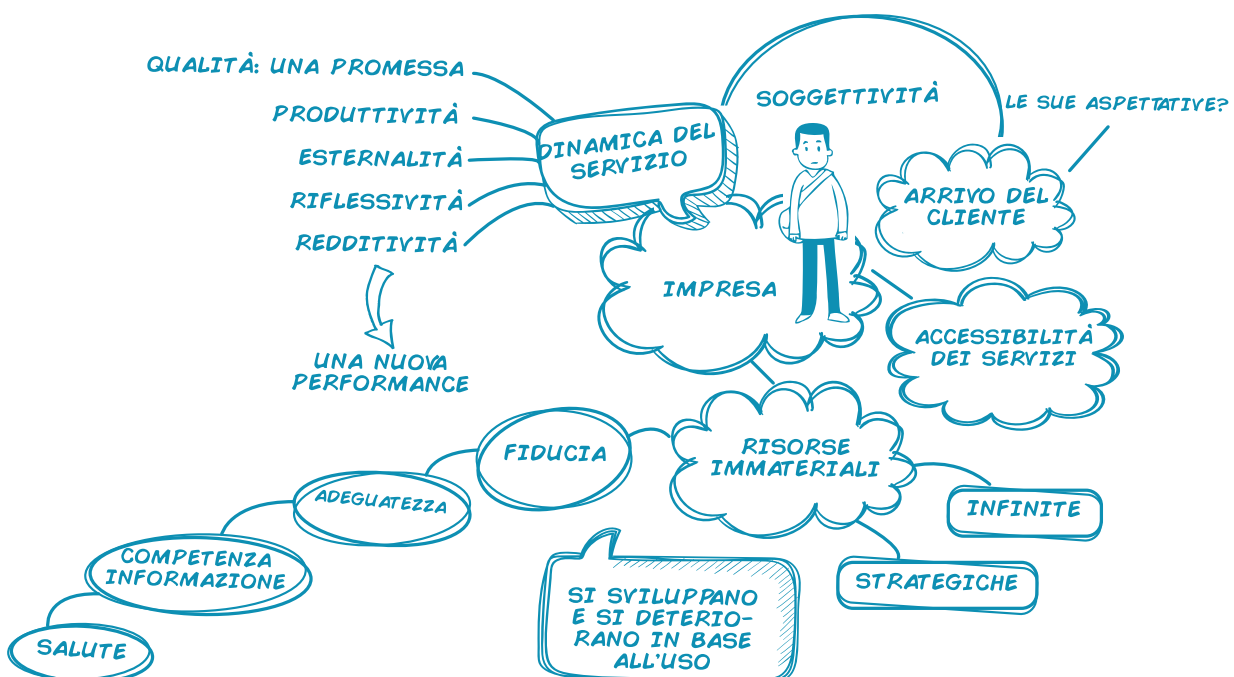 QUALITÀ: UNA PROMESSA
PRODUTTIVITÀ
ESTERNALITÀ
RIFLESSIVITÀ
REDDITIVITÀ
UNA NUOVA
PERFORMANCE
DINAMICA DEL
SERVIZIO
SOGGETTIVITÀ
LE SUE ASPETTATIVE?
ARRIVO DEL
CLIENTE
IMPRESA
ACCESSIBILITÀ
DEI SERVIZI
RISORSE
IMMATERIALI
INFINITE
STRATEGICHE
FIDUCIA
ADEGUATEZZA
COMPETENZA
INFORMAZIONE
SALUTE
SI SVILUPPANO
E SI DETERIO-
RANO IN BASE
ALL'USO